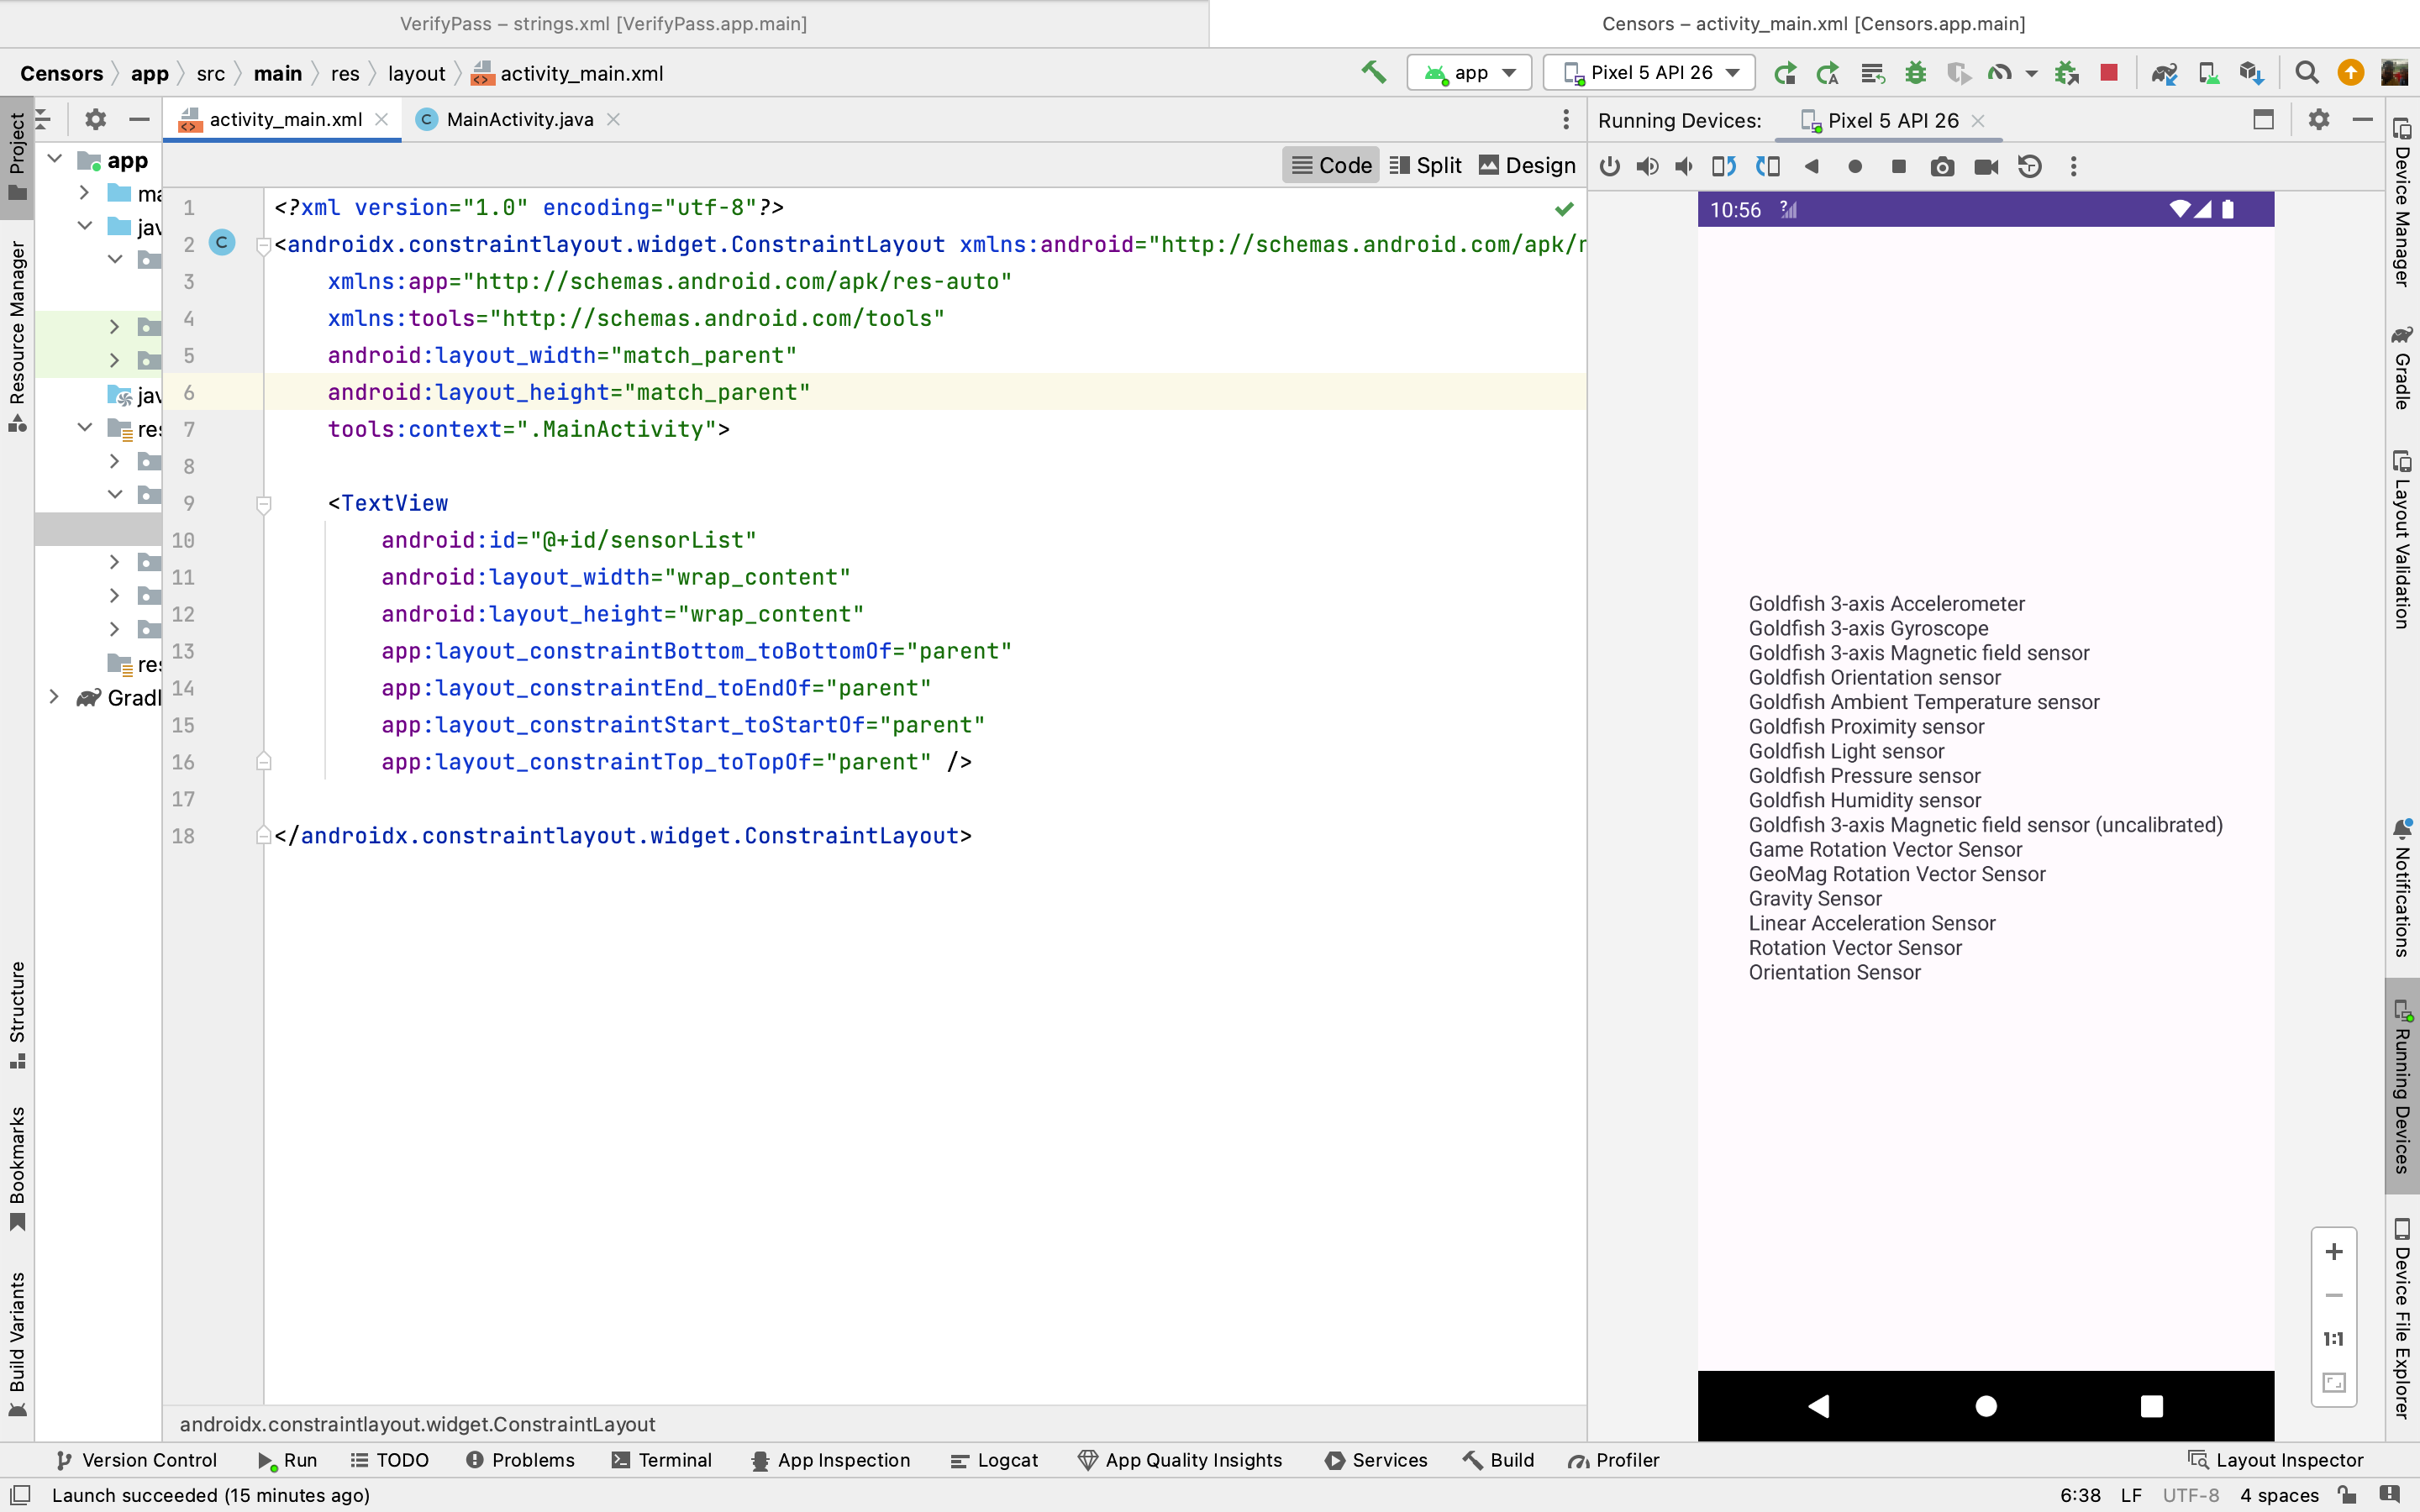 VerifyPass – strings.xml [VerifyPass.app.main]
Censors – activity_main.xml [Censors.app.main]
Censors app src main res layout activity_main.xml
app
Pixel 5 API 26
Project
Resource Manager
Structure
Bookmarks
Build Variants
app
ma
jav
jav
res
res
Gradl
activity_main.xml
MainActivity.java
Code
Split
Design
1 <?xml version="1.0" encoding="utf-8"?>
2 <androidx.constraintlayout.widget.ConstraintLayout xmlns:android="http://schemas.android.com/apk/r
3 xmlns:app="http://schemas.android.com/apk/res-auto"
4 xmlns:tools="http://schemas.android.com/tools"
5 android:layout_width="match_parent"
6 android:layout_height="match_parent"
7 tools:context=".MainActivity">
8
9 <TextView
10 android:id="@+id/sensorList"
11 android:layout_width="wrap_content"
12 android:layout_height="wrap_content"
13 app:layout_constraintBottom_toBottomOf="parent"
14 app:layout_constraintEnd_toEndOf="parent"
15 app:layout_constraintStart_toStartOf="parent"
16 app:layout_constraintTop_toTopOf="parent" />
17
18 </androidx.constraintlayout.widget.ConstraintLayout>
androidx.constraintlayout.widget.ConstraintLayout
Running Devices:
Pixel 5 API 26
10:56
Goldfish 3-axis Accelerometer
Goldfish 3-axis Gyroscope
Goldfish 3-axis Magnetic field sensor
Goldfish Orientation sensor
Goldfish Ambient Temperature sensor
Goldfish Proximity sensor
Goldfish Light sensor
Goldfish Pressure sensor
Goldfish Humidity sensor
Goldfish 3-axis Magnetic field sensor (uncalibrated)
Game Rotation Vector Sensor
GeoMag Rotation Vector Sensor
Gravity Sensor
Linear Acceleration Sensor
Rotation Vector Sensor
Orientation Sensor
1:1
Device Manager
Gradle
Layout Validation
Notifications
Running Devices
Device File Explorer
Version Control
Run
TODO
Problems
Terminal
App Inspection
Logcat
App Quality Insights
Services
Build
Profiler
Layout Inspector
Launch succeeded (15 minutes ago)
6:38
LF
UTF-8
4 spaces